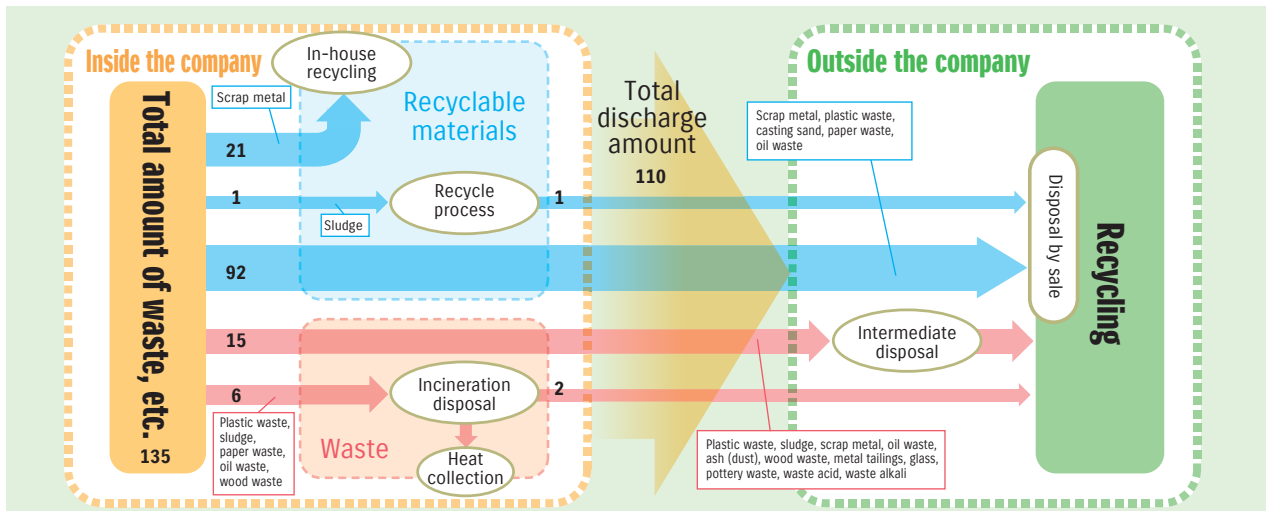 Inside the company
Total amount of waste, etc.
135
Scrap metal
In-house
recycling
Recyclable
materials
21
1
Sludge
Recycle
process
1
92
15
6
Plastic waste,
sludge,
paper waste,
oil waste,
wood waste
Waste
Incineration
disposal
2
Heat
collection
Total
discharge
amount
110
Outside the company
Scrap metal, plastic waste,
casting sand, paper waste,
oil waste
Disposal by sale
Recycling
Intermediate
disposal
Plastic waste, sludge, scrap metal, oil waste,
ash (dust), wood waste, metal tailings, glass,
pottery waste, waste acid, waste alkali